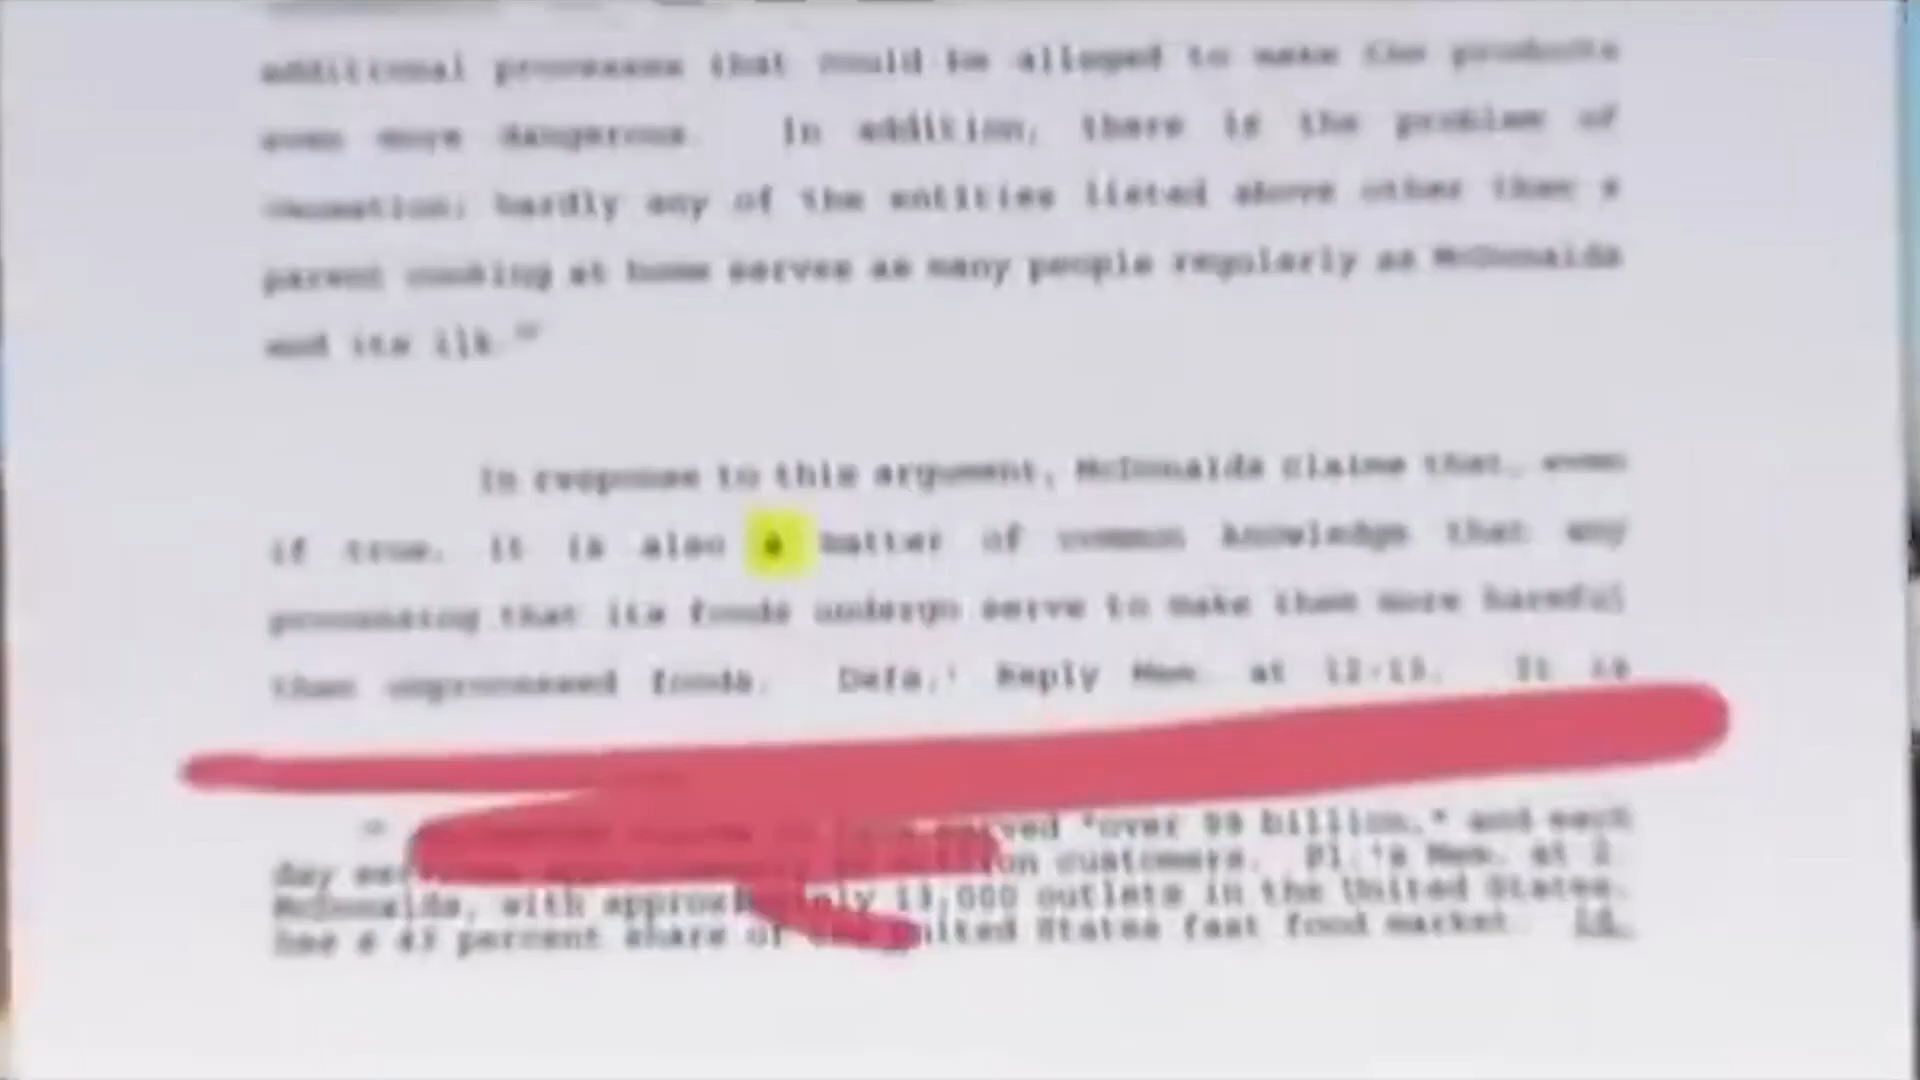 additional processes that could be alleged to make the products
even more dangerous. In addition, there is the problem of
causation; hardly any of the entities listed above other than a
parent cooking at home serves as many people regularly as McDonalds
and its ilk.
In response to this argument, McDonalds claims that, even
if true, it is also a matter of common knowledge that any
processing that its foods undergo serve to make them more harmful
than unprocessed foods. Defs.' Reply Mem. at 12-13. It is
served "over 99 billion," and each
day customers. Pl.'s Mem. at 2.
McDonalds, with approximately 13,000 outlets in the United States,
has a 43 percent share of the United States fast food market. Id.